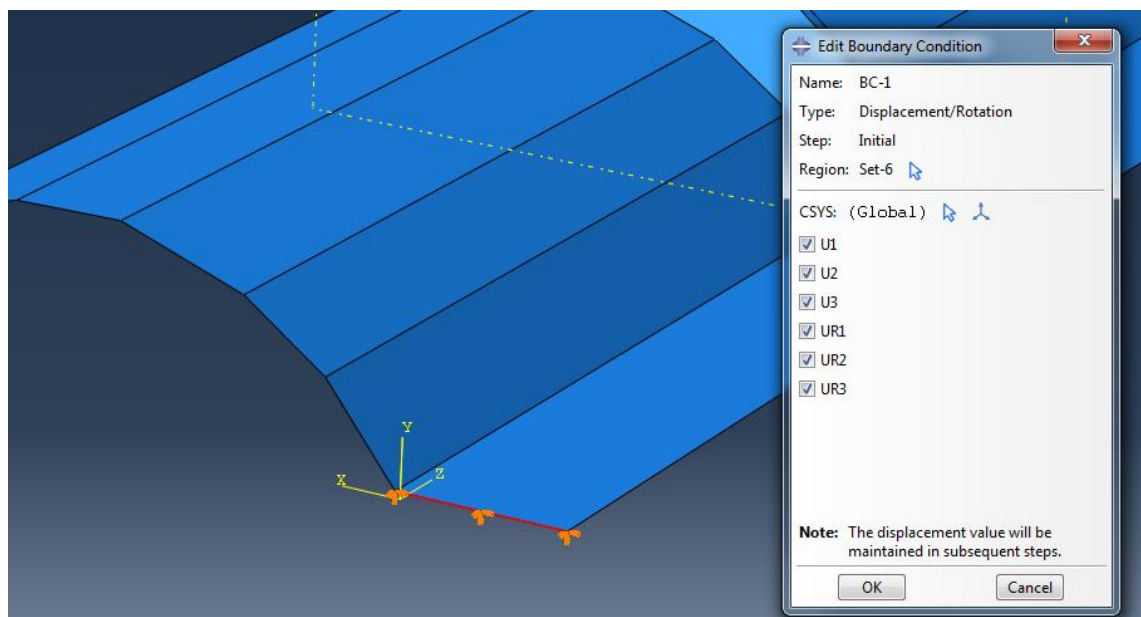 Edit Boundary Condition
Name: BC-1
Type: Displacement/Rotation
Step: Initial
Region: Set-6
CSYS: (Global)
U1
U2
U3
UR1
UR2
UR3
Note: The displacement value will be
maintained in subsequent steps.
OK Cancel
Y
X Z